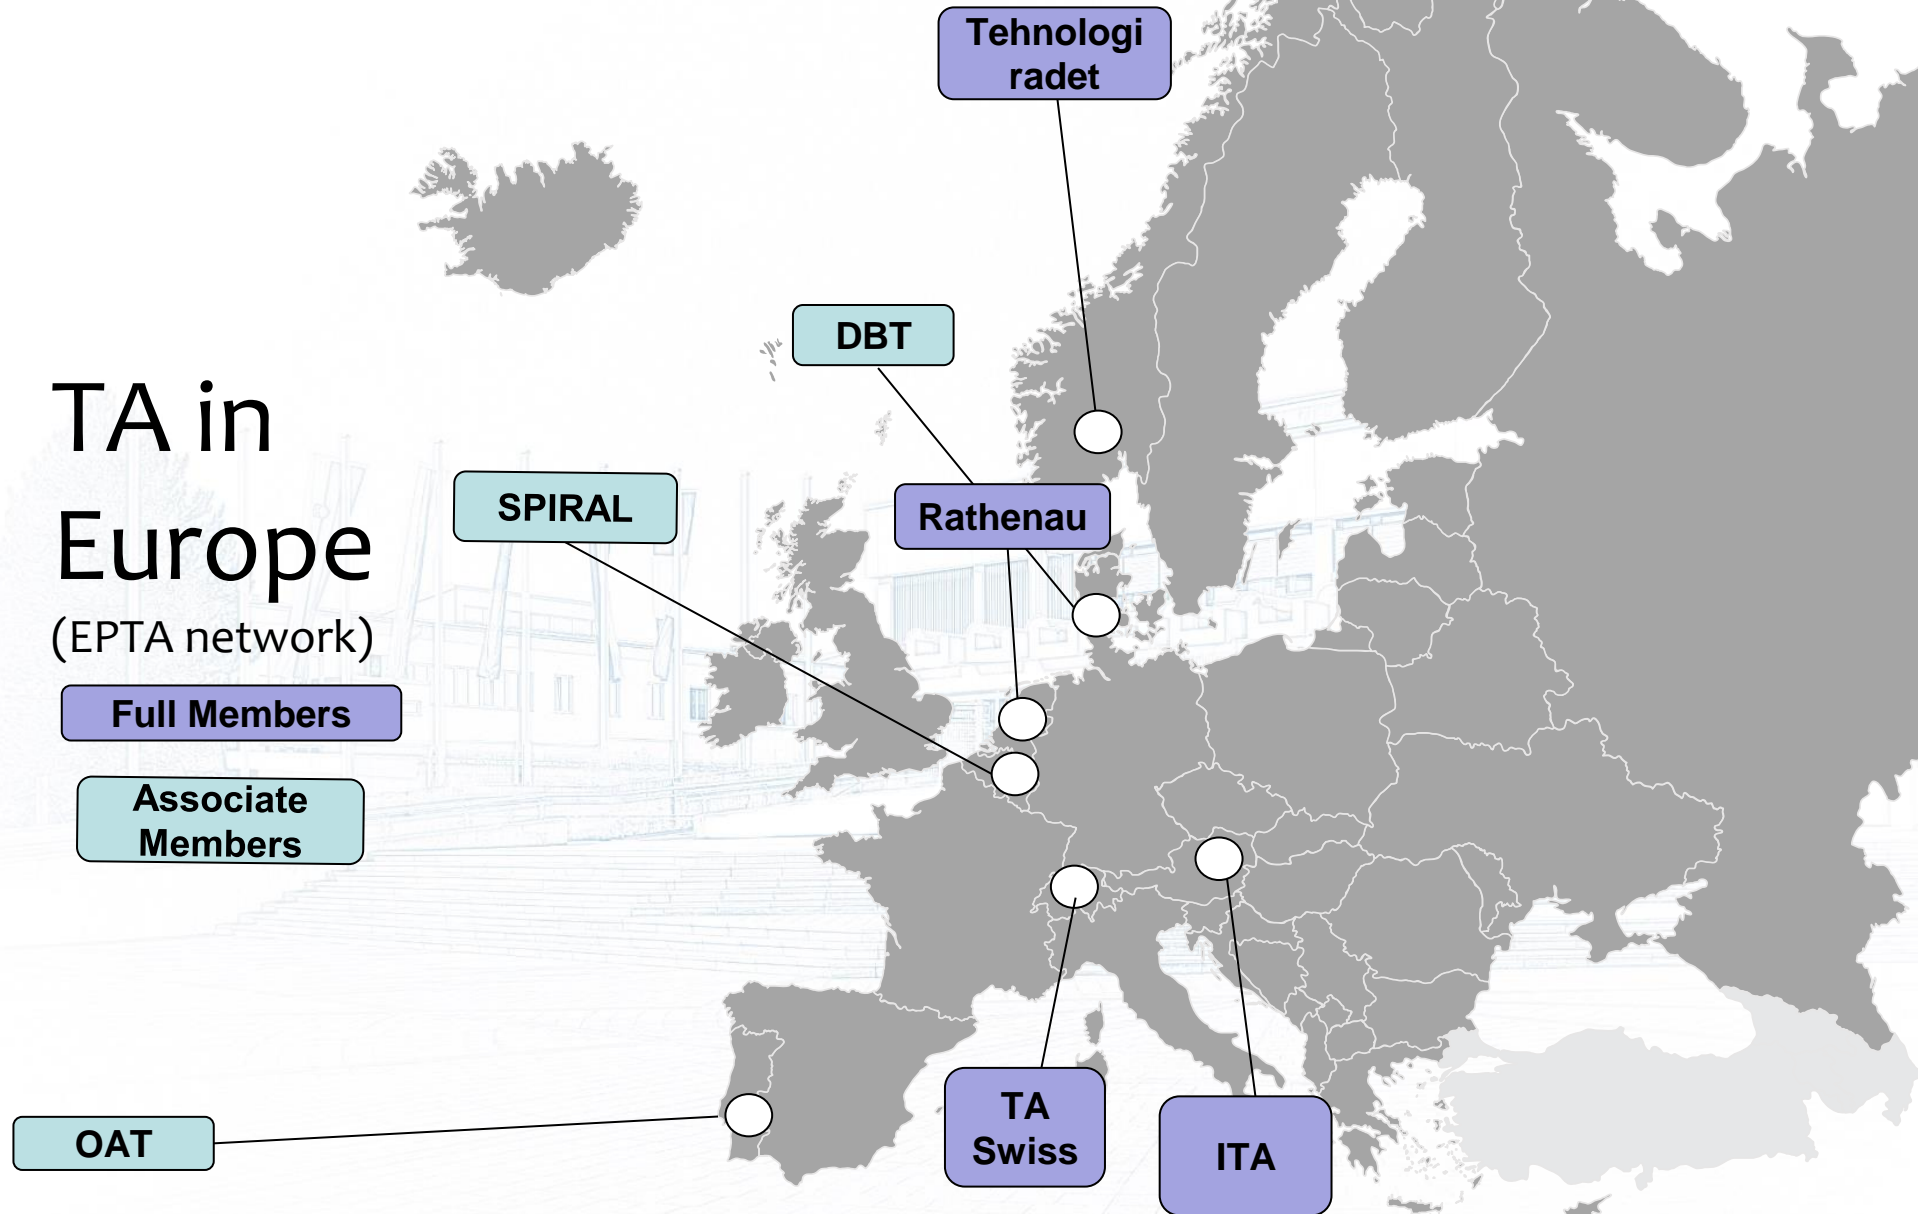 Tehnologi
radet
DBT
TA in
Europe
(EPTA network)
SPIRAL
Rathenau
Full Members
Associate
Members
OAT
TA
Swiss
ITA